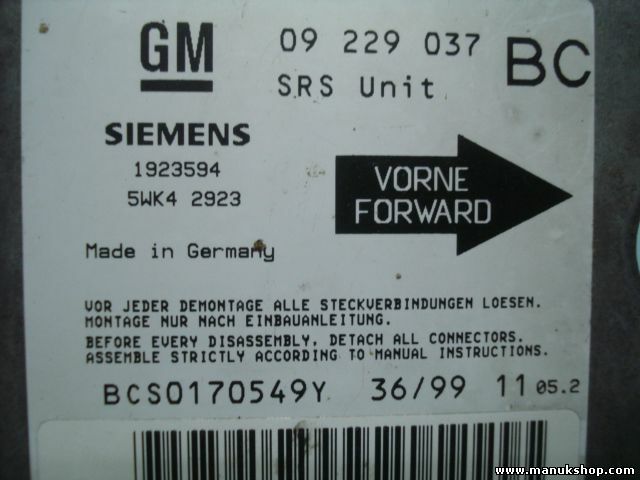 GM
09 229 037 BC
SRS Unit
SIEMENS
1923594
5WK4 2923
VORNE
FORWARD
Made in Germany
VOR JEDER DEMONTAGE ALLE STECKVERBINDUNGEN LOESEN.
MONTAGE NUR NACH EINBAUANLEITUNG.
BEFORE EVERY DISASSEMBLY, DETACH ALL CONNECTORS.
ASSEMBLE STRICTLY ACCORDING TO MANUAL INSTRUCTIONS.
BCS0170549Y 36/99 11 05.2
www.manukshop.com